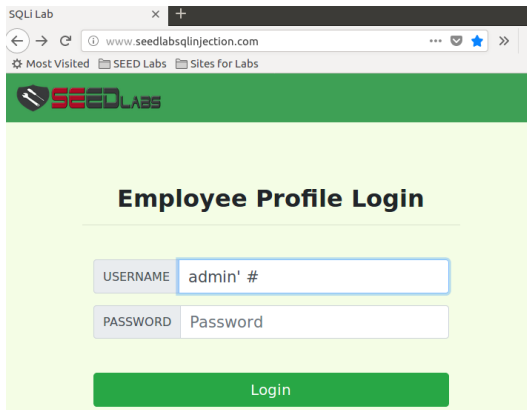 SQLi Lab × +
www.seedlabsqlinjection.com ··· »
Most Visited SEED Labs Sites for Labs
SEEDLABS
Employee Profile Login
USERNAME admin' #
PASSWORD Password
Login